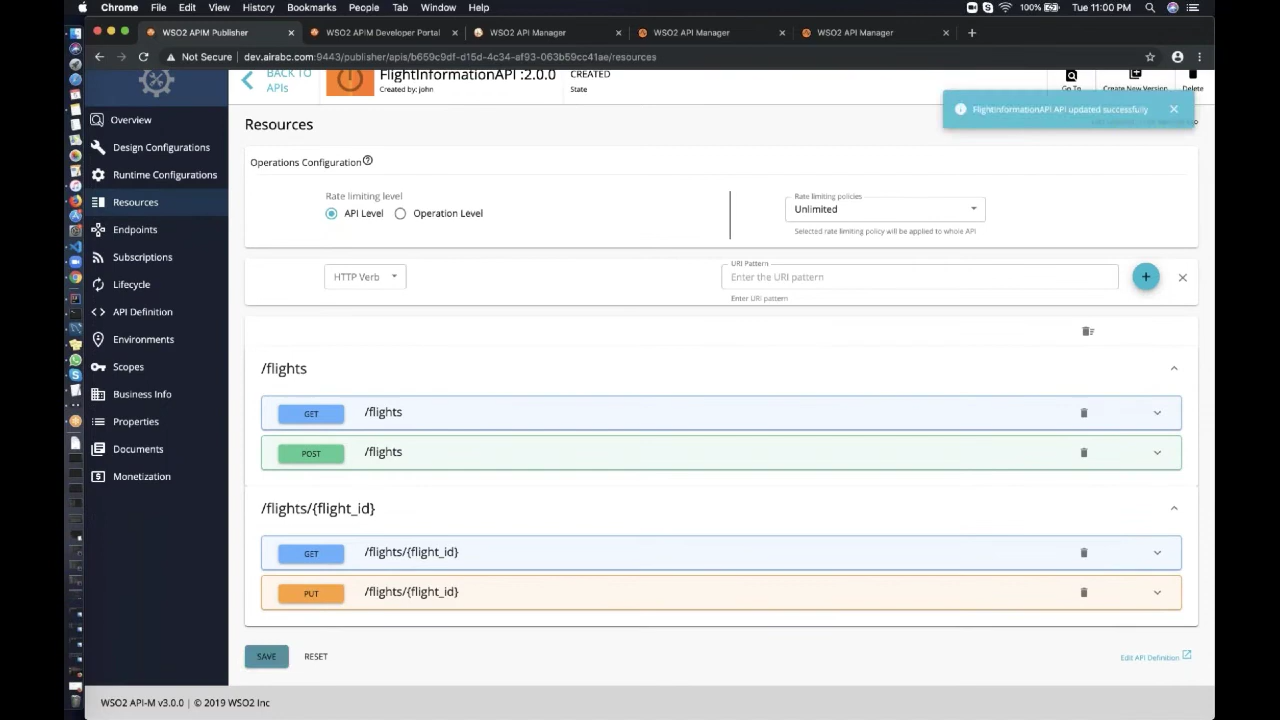 Chrome File Edit View History Bookmarks People Tab Window Help 100% Tue 11:00 PM
WSO2 APIM Publisher WSO2 APIM Developer Portal WSO2 API Manager WSO2 API Manager WSO2 API Manager
Not Secure dev.airabc.com:9443/publisher/apis/b659c9df-d15d-4c34-af93-063b59cc41ae/resources
BACK TO APIs
FlightInformationAPI :2.0.0
Created by: john
CREATED
State
Go To Create New Version Delete
FlightInformationAPI API updated successfully
Overview
Design Configurations
Runtime Configurations
Resources
Endpoints
Subscriptions
Lifecycle
API Definition
Environments
Scopes
Business Info
Properties
Documents
Monetization
Resources
Operations Configuration
Rate limiting level
API Level Operation Level
Rate limiting policies
Unlimited
Selected rate limiting policy will be applied to whole API
HTTP Verb
URI Pattern
Enter the URI pattern
Enter URI pattern
/flights
GET /flights
POST /flights
/flights/{flight_id}
GET /flights/{flight_id}
PUT /flights/{flight_id}
SAVE RESET
Edit API Definition
WSO2 API-M v3.0.0 | © 2019 WSO2 Inc